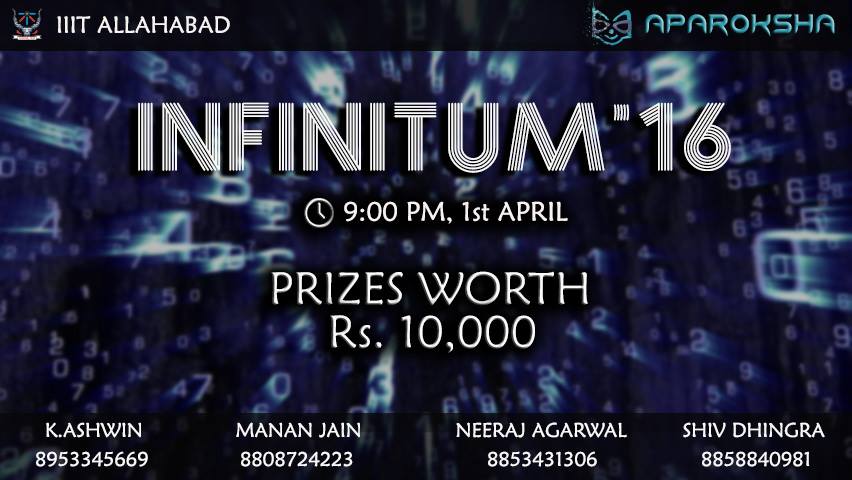 IIIT ALLAHABAD
APAROKSHA
INFINITUM '16
9:00 PM, 1st APRIL
PRIZES WORTH
Rs. 10,000
K.ASHWIN
8953345669
MANAN JAIN
8808724223
NEERAJ AGARWAL
8853431306
SHIV DHINGRA
8858840981